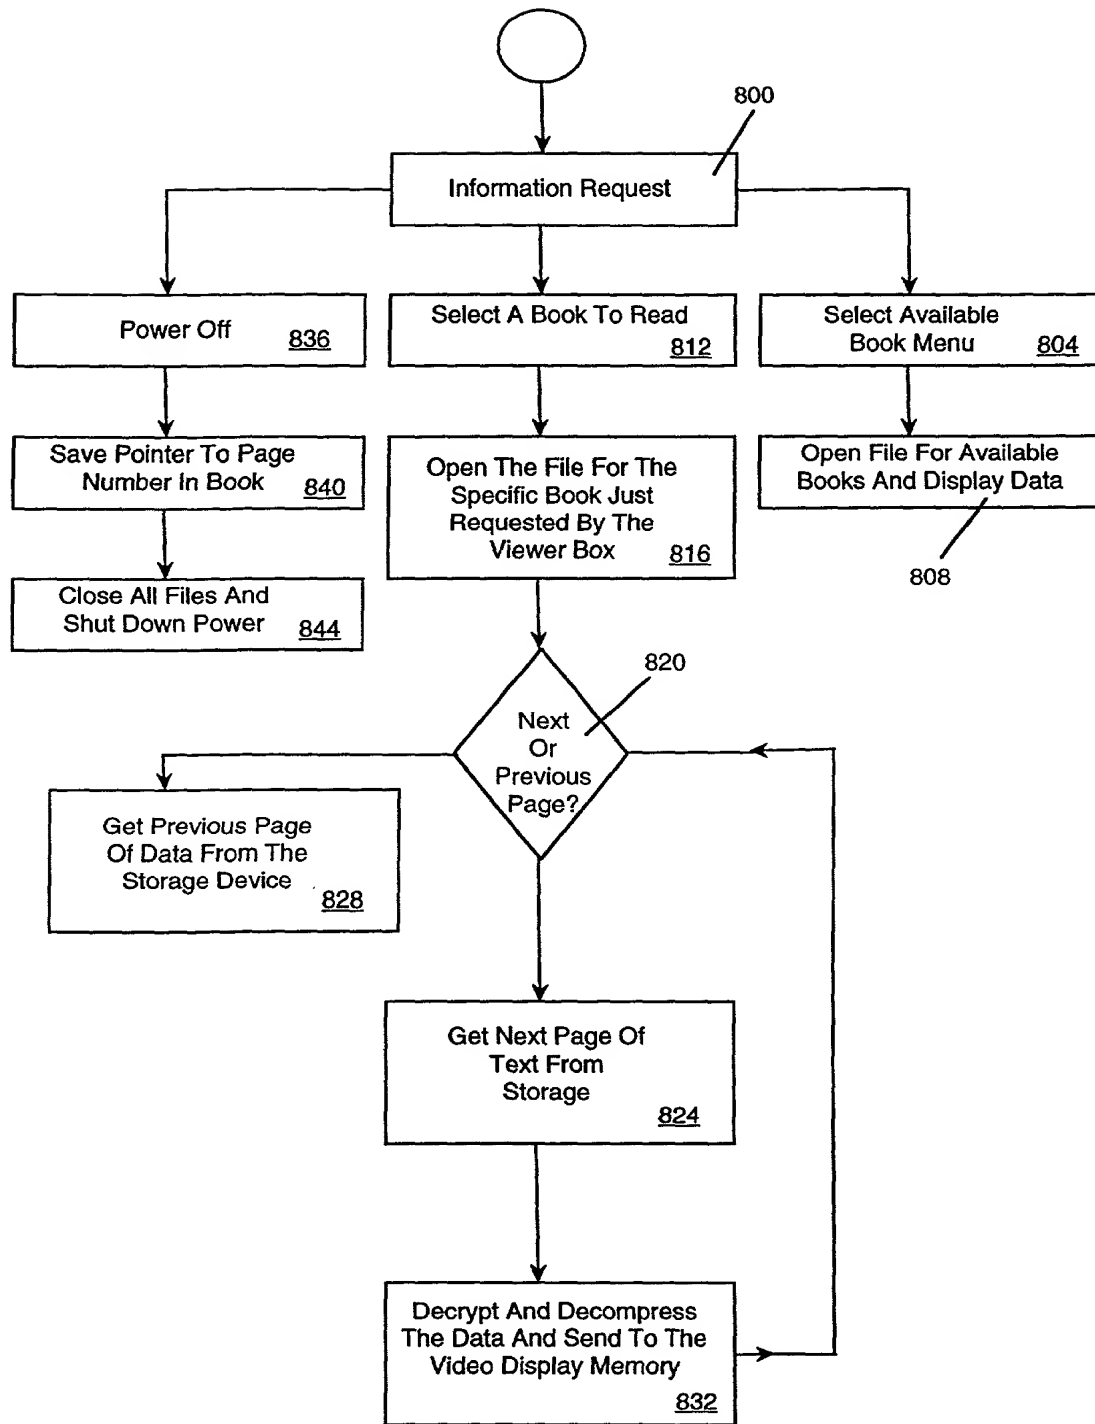 800
Information Request
Power Off
836
Select A Book To Read
812
Select Available
Book Menu
804
Save Pointer To Page
Number In Book
840
Open The File For The
Specific Book Just
Requested By The
Viewer Box
816
Open File For Available
Books And Display Data
808
Close All Files And
Shut Down Power
844
820
Next
Or
Previous
Page?
Get Previous Page
Of Data From The
Storage Device
828
Get Next Page Of
Text From
Storage
824
Decrypt And Decompress
The Data And Send To The
Video Display Memory
832